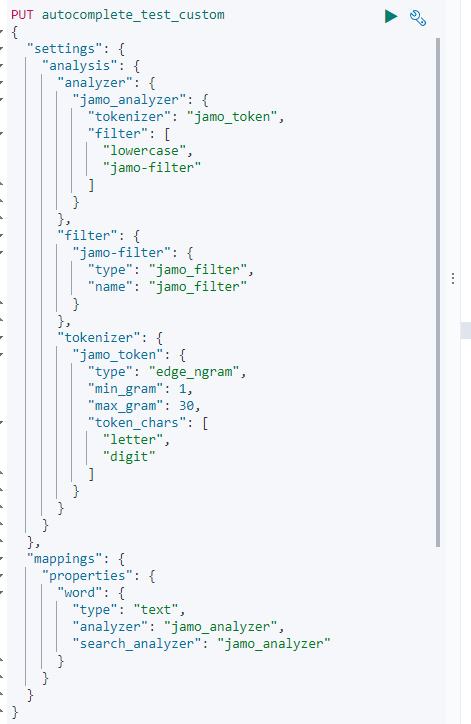 PUT autocomplete_test_custom
{
  "settings": {
    "analysis": {
      "analyzer": {
        "jamo_analyzer": {
          "tokenizer": "jamo_token",
          "filter": [
            "lowercase",
            "jamo-filter"
          ]
        }
      },
      "filter": {
        "jamo-filter": {
          "type": "jamo_filter",
          "name": "jamo_filter"
        }
      },
      "tokenizer": {
        "jamo_token": {
          "type": "edge_ngram",
          "min_gram": 1,
          "max_gram": 30,
          "token_chars": [
            "letter",
            "digit"
          ]
        }
      }
    }
  },
  "mappings": {
    "properties": {
      "word": {
        "type": "text",
        "analyzer": "jamo_analyzer",
        "search_analyzer": "jamo_analyzer"
      }
    }
  }
}